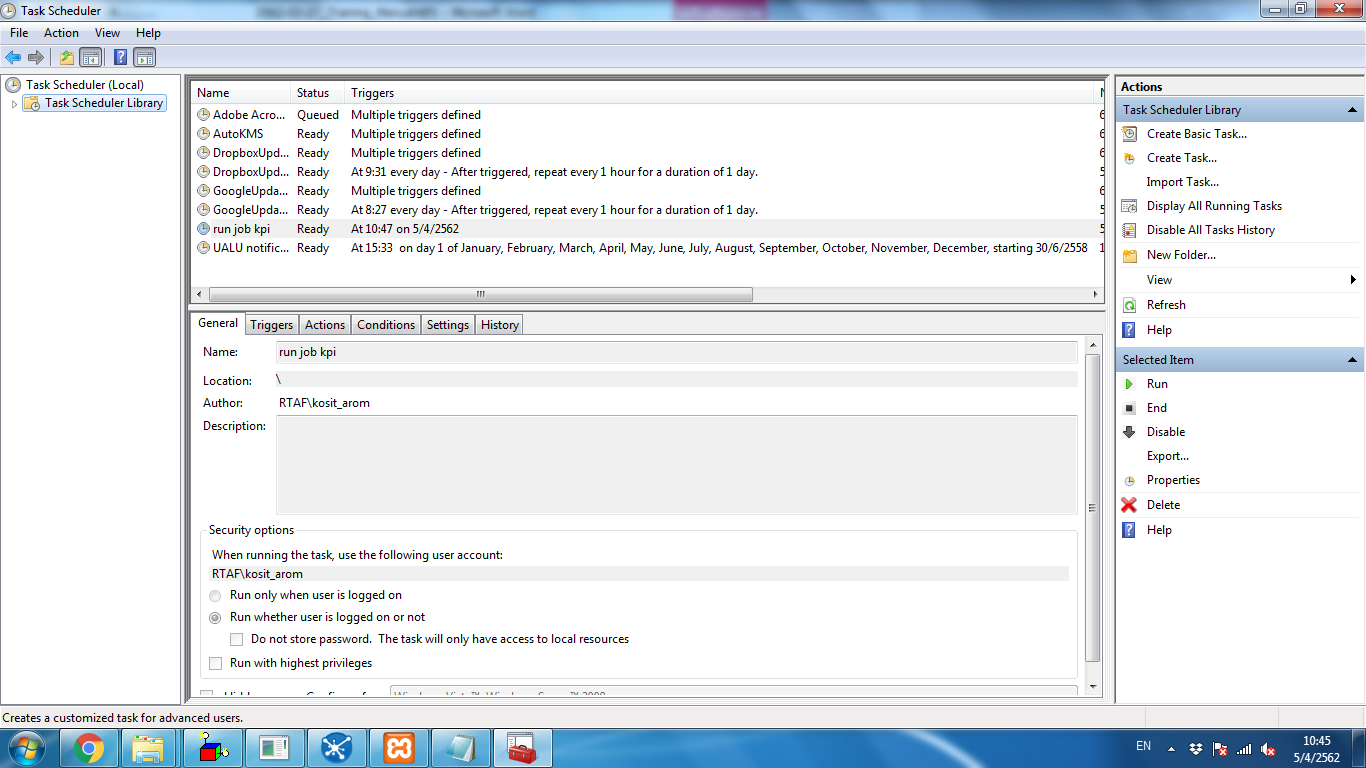 Task Scheduler
File Action View Help
Task Scheduler (Local)
Task Scheduler Library
Name Status Triggers
Adobe Acro... Queued Multiple triggers defined 6
AutoKMS Ready Multiple triggers defined 6
DropboxUpd... Ready Multiple triggers defined 6
DropboxUpd... Ready At 9:31 every day - After triggered, repeat every 1 hour for a duration of 1 day. 5
GoogleUpda... Ready Multiple triggers defined 6
GoogleUpda... Ready At 8:27 every day - After triggered, repeat every 1 hour for a duration of 1 day. 5
run job kpi Ready At 10:47 on 5/4/2562 5
UALU notific... Ready At 15:33 on day 1 of January, February, March, April, May, June, July, August, September, October, November, December, starting 30/6/2558 1
General Triggers Actions Conditions Settings History
Name: run job kpi
Location: \
Author: RTAF\kosit_arom
Description:
Security options
When running the task, use the following user account:
RTAF\kosit_arom
Run only when user is logged on
Run whether user is logged on or not
Do not store password. The task will only have access to local resources
Run with highest privileges
Actions
Task Scheduler Library
Create Basic Task...
Create Task...
Import Task...
Display All Running Tasks
Disable All Tasks History
New Folder...
View
Refresh
Help
Selected Item
Run
End
Disable
Export...
Properties
Delete
Help
Creates a customized task for advanced users.
EN
10:45
5/4/2562